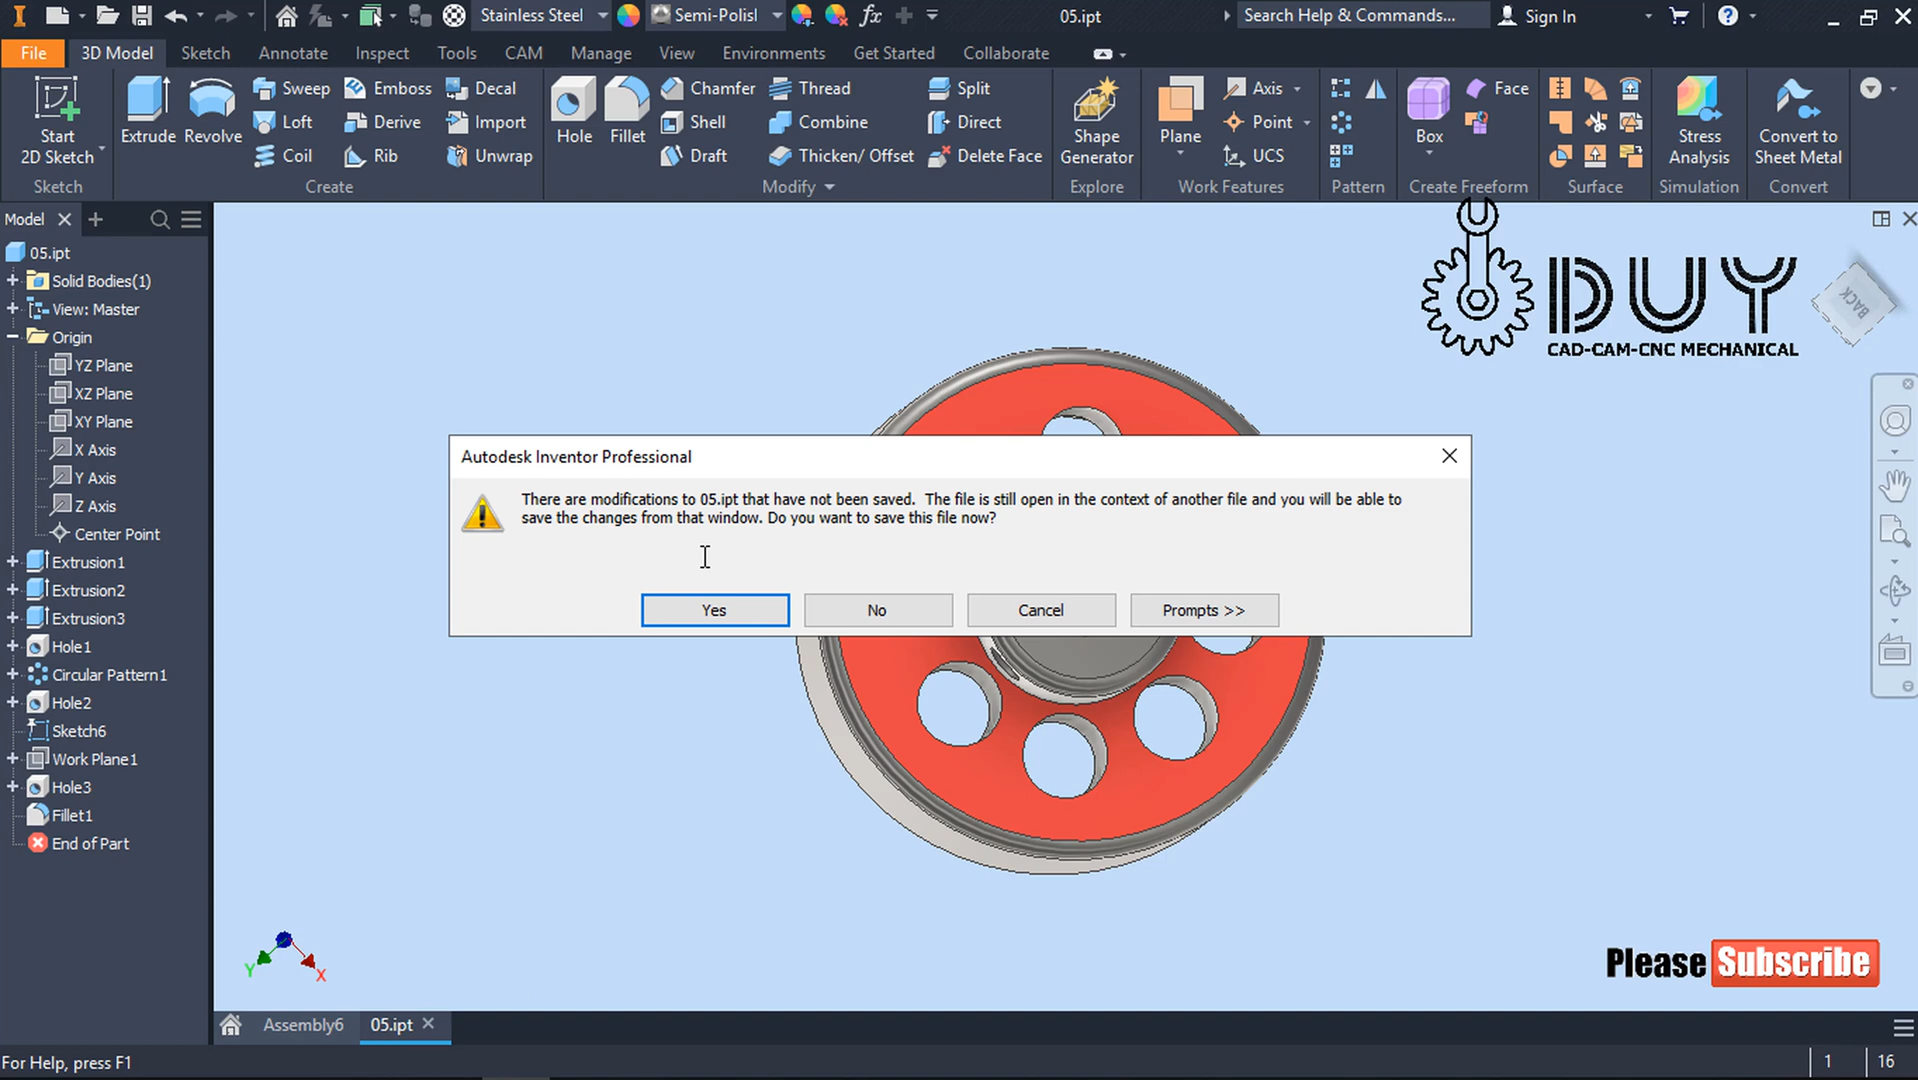 Stainless Steel
Semi-Polisl
fx
05.ipt
Search Help & Commands...
Sign In
File
3D Model
Sketch
Annotate
Inspect
Tools
CAM
Manage
View
Environments
Get Started
Collaborate
Start
2D Sketch
Sketch
Extrude
Revolve
Sweep
Loft
Coil
Emboss
Derive
Rib
Decal
Import
Unwrap
Create
Hole
Fillet
Chamfer
Shell
Draft
Thread
Combine
Thicken/ Offset
Split
Direct
Delete Face
Modify
Shape
Generator
Explore
Plane
Axis
Point
UCS
Work Features
Pattern
Box
Face
Create Freeform
Surface
Stress
Analysis
Simulation
Convert to
Sheet Metal
Convert
Model
05.ipt
Solid Bodies(1)
View: Master
Origin
YZ Plane
XZ Plane
XY Plane
X Axis
Y Axis
Z Axis
Center Point
Extrusion1
Extrusion2
Extrusion3
Hole1
Circular Pattern1
Hole2
Sketch6
Work Plane1
Hole3
Fillet1
End of Part
DUY
CAD-CAM-CNC MECHANICAL
BACK
Autodesk Inventor Professional
There are modifications to 05.ipt that have not been saved. The file is still open in the context of another file and you will be able to
save the changes from that window. Do you want to save this file now?
Yes
No
Cancel
Prompts >>
Y
X
Please Subscribe
Assembly6
05.ipt
For Help, press F1
1
16